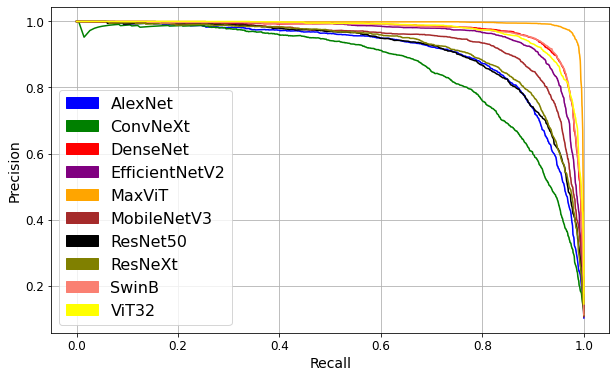 1.0
0.8
0.6
0.4
0.2
Precision
AlexNet
ConvNeXt
DenseNet
EfficientNetV2
MaxViT
MobileNetV3
ResNet50
ResNeXt
SwinB
ViT32
0.0 0.2 0.4 0.6 0.8 1.0
Recall